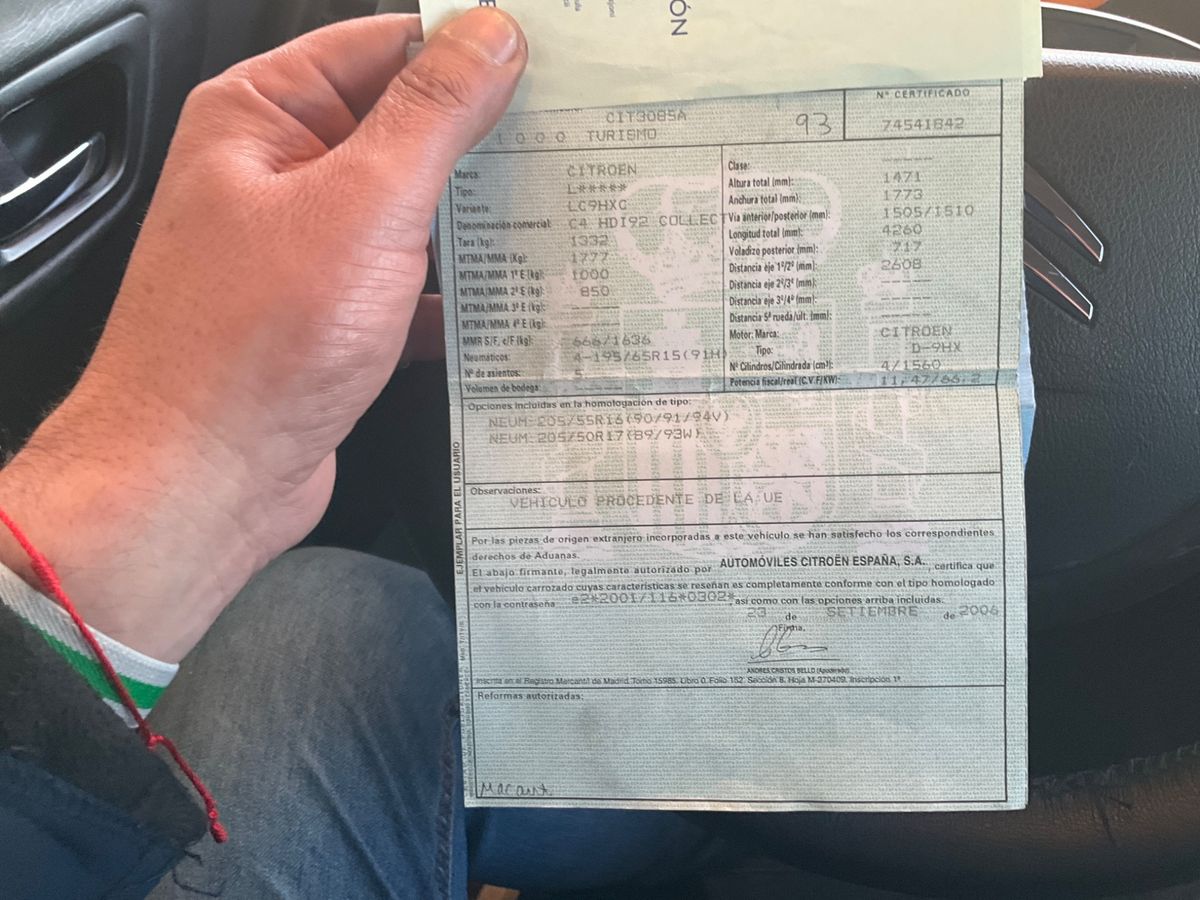 ÓN
CIT3085A
1000 TURISMO
93
Nº CERTIFICADO
74541842
Marca: CITROEN
Tipo: L*****
Variante: LC9HXC
Denominación comercial: C4 HDI92 COLLECT
Tara (kg): 1332
MTMA/MMA (Kg): 1777
MTMA/MMA 1º E (kg): 1000
MTMA/MMA 2º E (kg): 850
MTMA/MMA 3º E (kg): -----
MTMA/MMA 4º E (kg): -----
MMR S/F, c/F (kg): 666/1636
Neumáticos: 4-195/65R15(91H)
Nº de asientos: 5
Volumen de bodega: -----
Clase: -----
Altura total (mm): 1471
Anchura total (mm): 1773
Vía anterior/posterior (mm): 1505/1510
Longitud total (mm): 4260
Voladizo posterior (mm): 717
Distancia eje 1º/2º (mm): 2608
Distancia eje 2º/3º (mm): -----
Distancia eje 3º/4º (mm): -----
Distancia 5ª rueda/últ. (mm): -----
Motor: Marca: CITROEN
Tipo: D-9HX
Nº Cilindros/Cilindrada (cm³): 4/1560
Potencia fiscal/real (C.V.F/KW): 11,47/66,2
Opciones incluidas en la homologación de tipo:
NEUM.205/55R16(90/91/94V)
NEUM.205/50R17(89/93W)
Observaciones:
VEHICULO PROCEDENTE DE LA UE
Por las piezas de origen extranjero incorporadas a este vehículo se han satisfecho los correspondientes
derechos de Aduanas.
El abajo firmante, legalmente autorizado por AUTOMÓVILES CITROËN ESPAÑA, S.A. certifica que
el vehículo carrozado cuyas características se reseñan es completamente conforme con el tipo homologado
con la contraseña e2*2001/116*0302* así como con las opciones arriba incluidas.
23 de SETIEMBRE de 2006
Firma.
ANDRES CRISTOS BELLO (Apoderado)
Inscrita en el Registro Mercantil de Madrid. Tomo 15985. Libro 0. Folio 152. Sección 8. Hoja M-270409. Inscripción 1ª
Reformas autorizadas:
EJEMPLAR PARA EL USUARIO